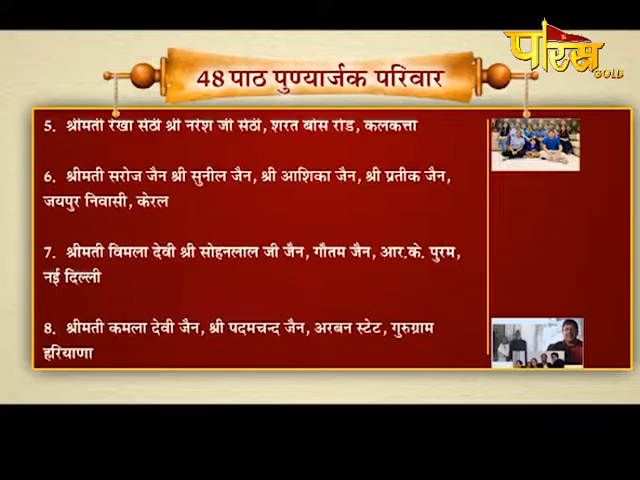 पारस
GOLD
48 पाठ पुण्यार्जक परिवार
5. श्रीमती रेखा सेठी श्री नरेश जी सेठी, शरत बोस रोड, कलकत्ता
6. श्रीमती सरोज जैन श्री सुनील जैन, श्री आशिका जैन, श्री प्रतीक जैन,
जयपुर निवासी, केरल
7. श्रीमती विमला देवी श्री सोहनलाल जी जैन, गौतम जैन, आर.के. पुरम,
नई दिल्ली
8. श्रीमती कमला देवी जैन, श्री पदमचन्द जैन, अरबन स्टेट, गुरुग्राम
हरियाणा